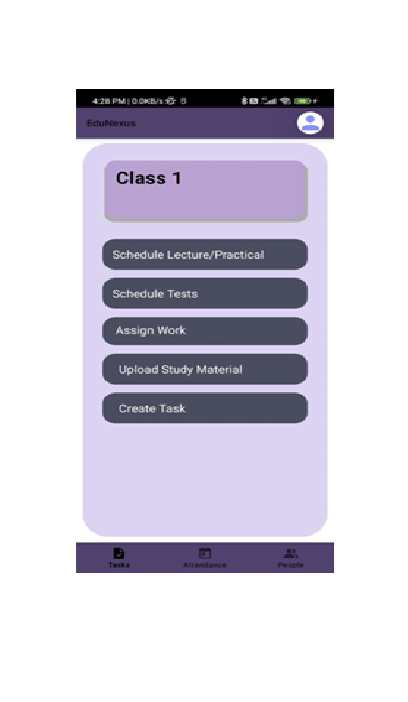 4:28 PM | 0.0KB/s
EduNexus
Class 1
Schedule Lecture/Practical
Schedule Tests
Assign Work
Upload Study Material
Create Task
Tasks Attendance People